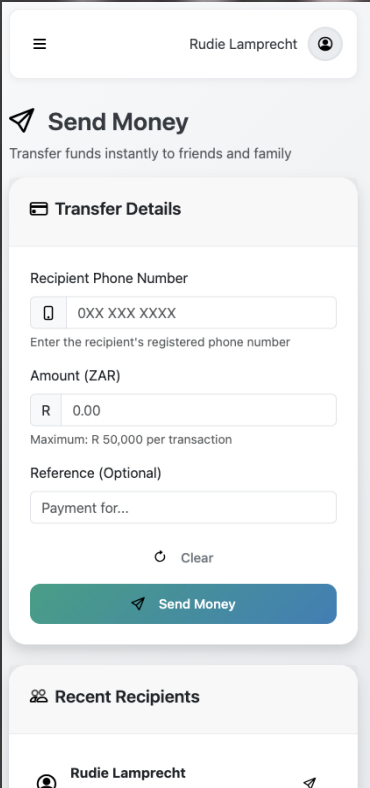 Rudie Lamprecht
Send Money
Transfer funds instantly to friends and family
Transfer Details
Recipient Phone Number
0XX XXX XXXX
Enter the recipient's registered phone number
Amount (ZAR)
R 0.00
Maximum: R 50,000 per transaction
Reference (Optional)
Payment for...
Clear
Send Money
Recent Recipients
Rudie Lamprecht